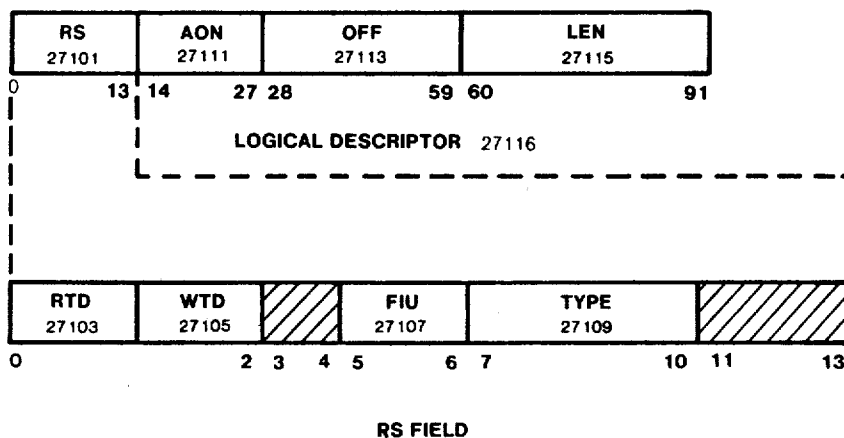 RS AON OFF LEN
27101 27111 27113 27115
0 13 14 27 28 59 60 91
LOGICAL DESCRIPTOR 27116
RTD WTD FIU TYPE
27103 27105 27107 27109
0 2 3 4 5 6 7 10 11 13
RS FIELD